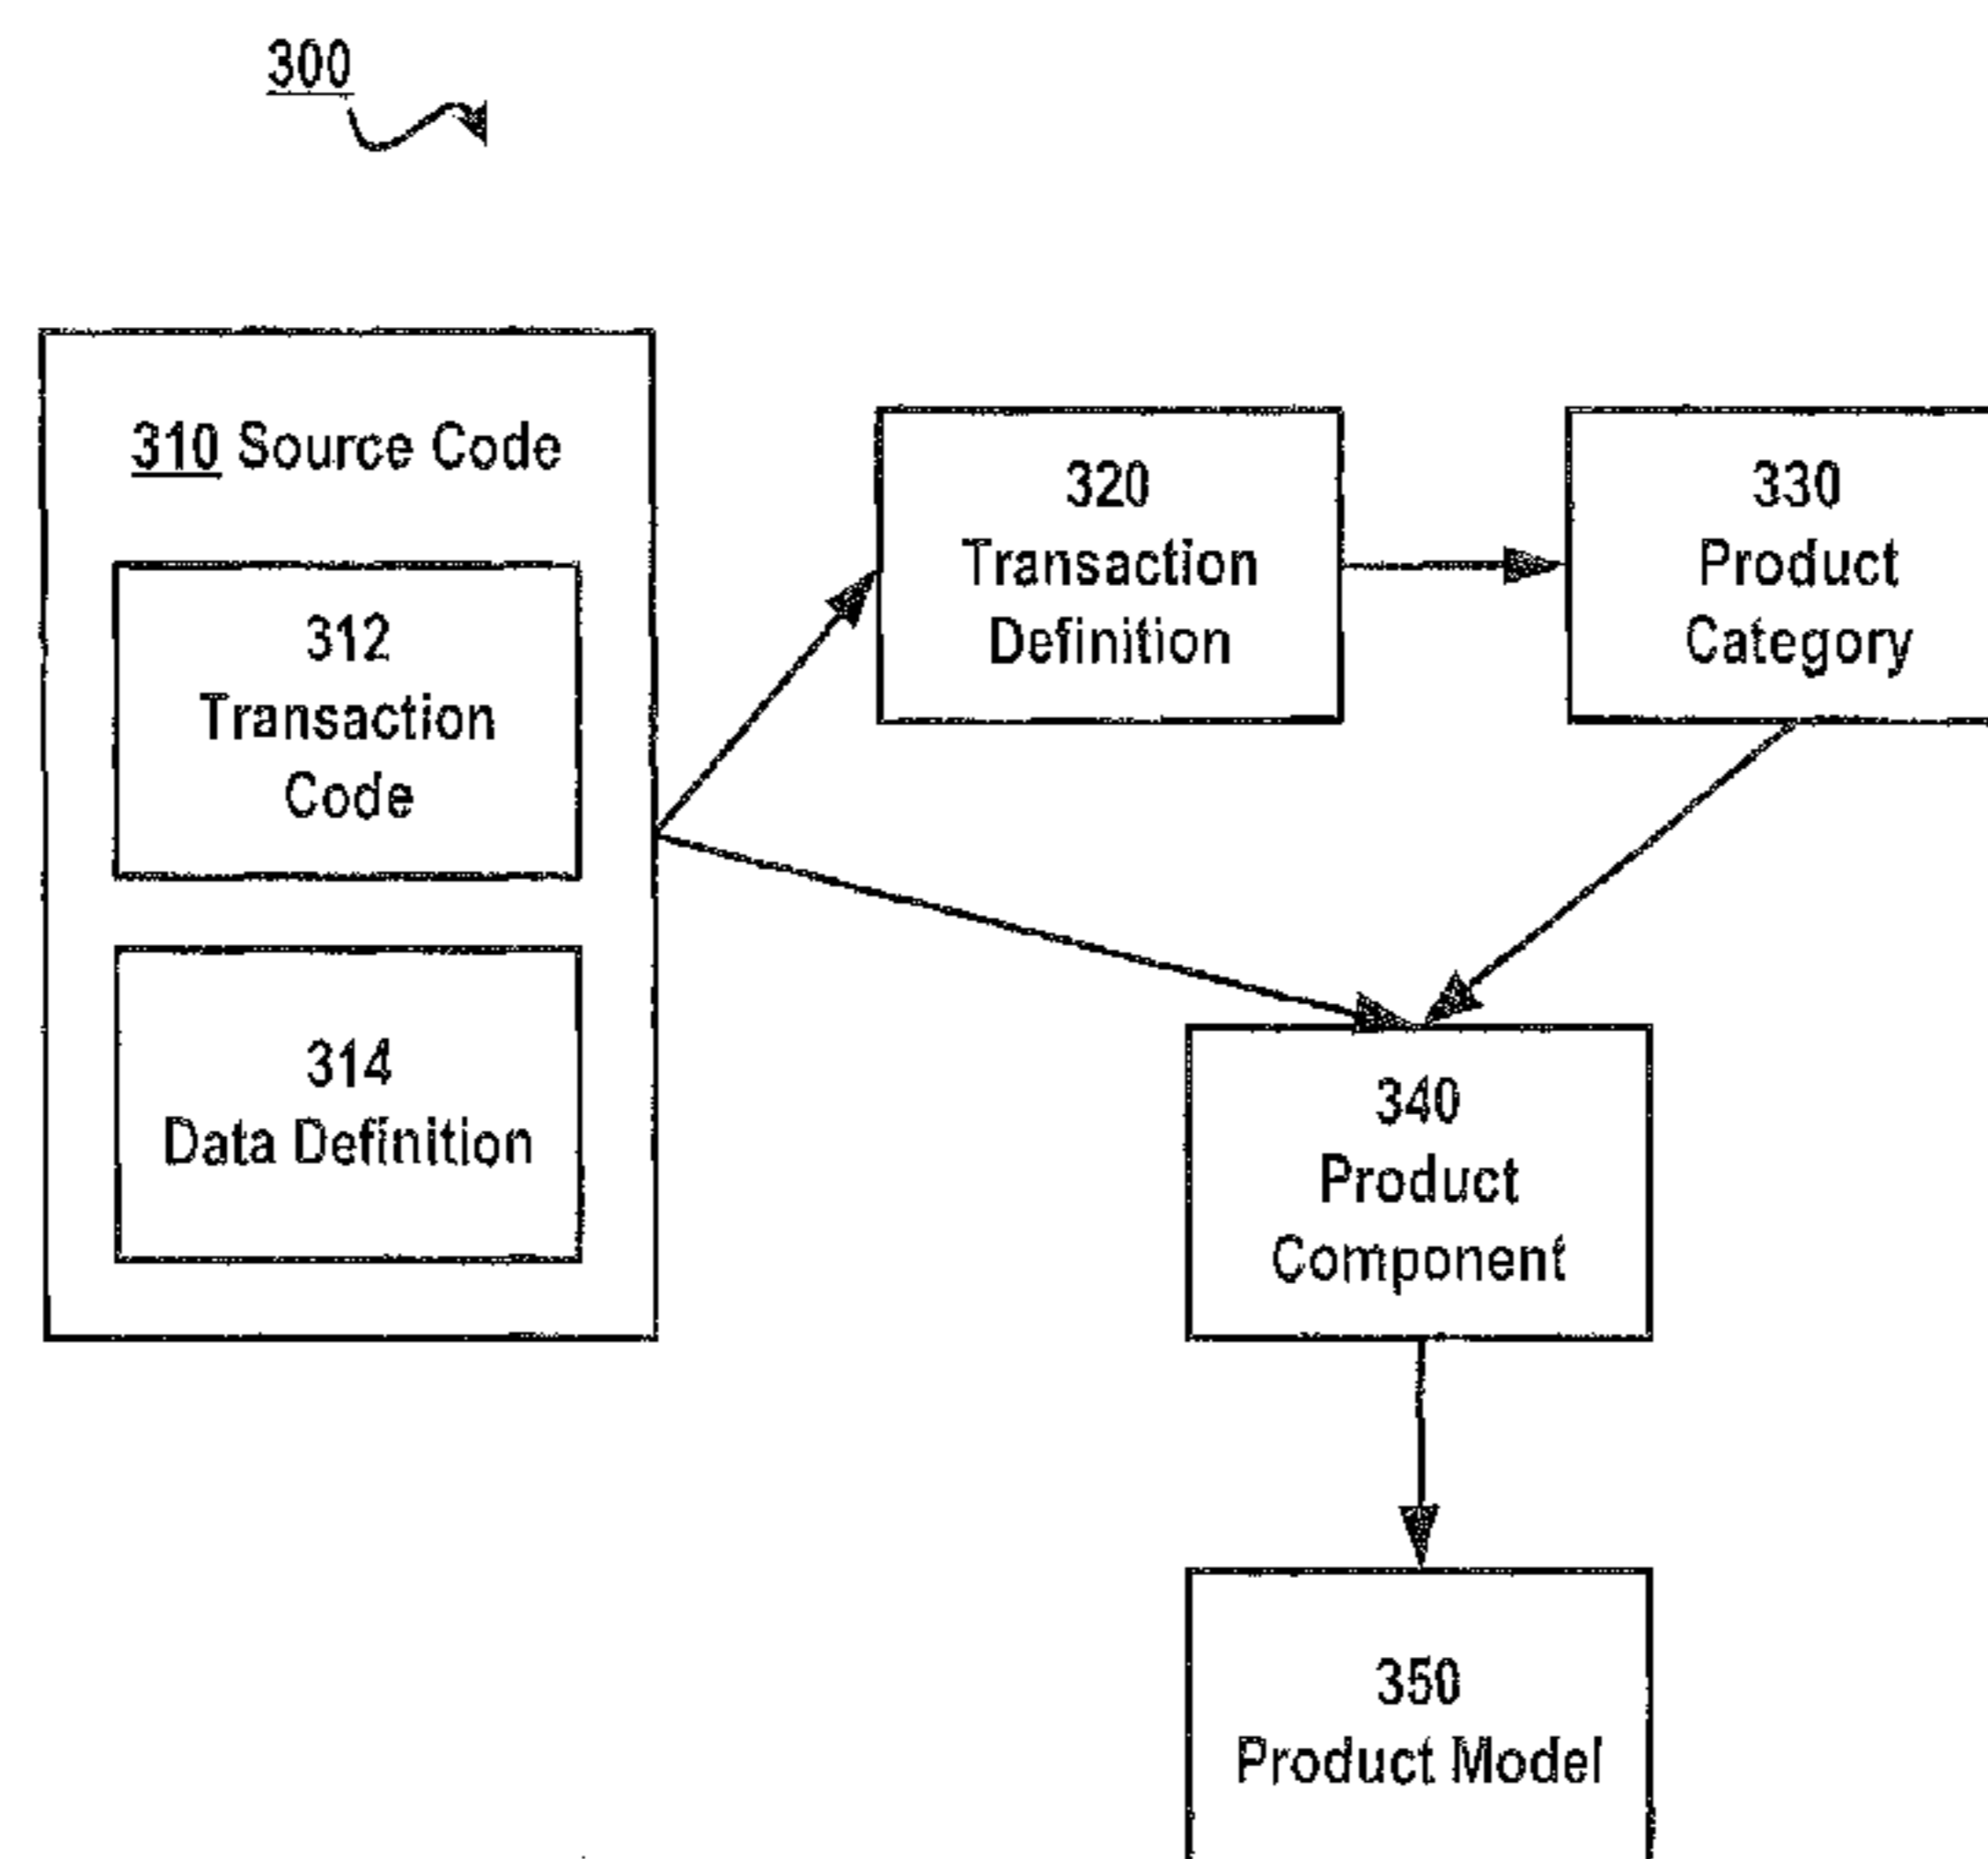 300
310 Source Code
312
Transaction
Code
314
Data Definition
320
Transaction
Definition
330
Product
Category
340
Product
Component
350
Product Model